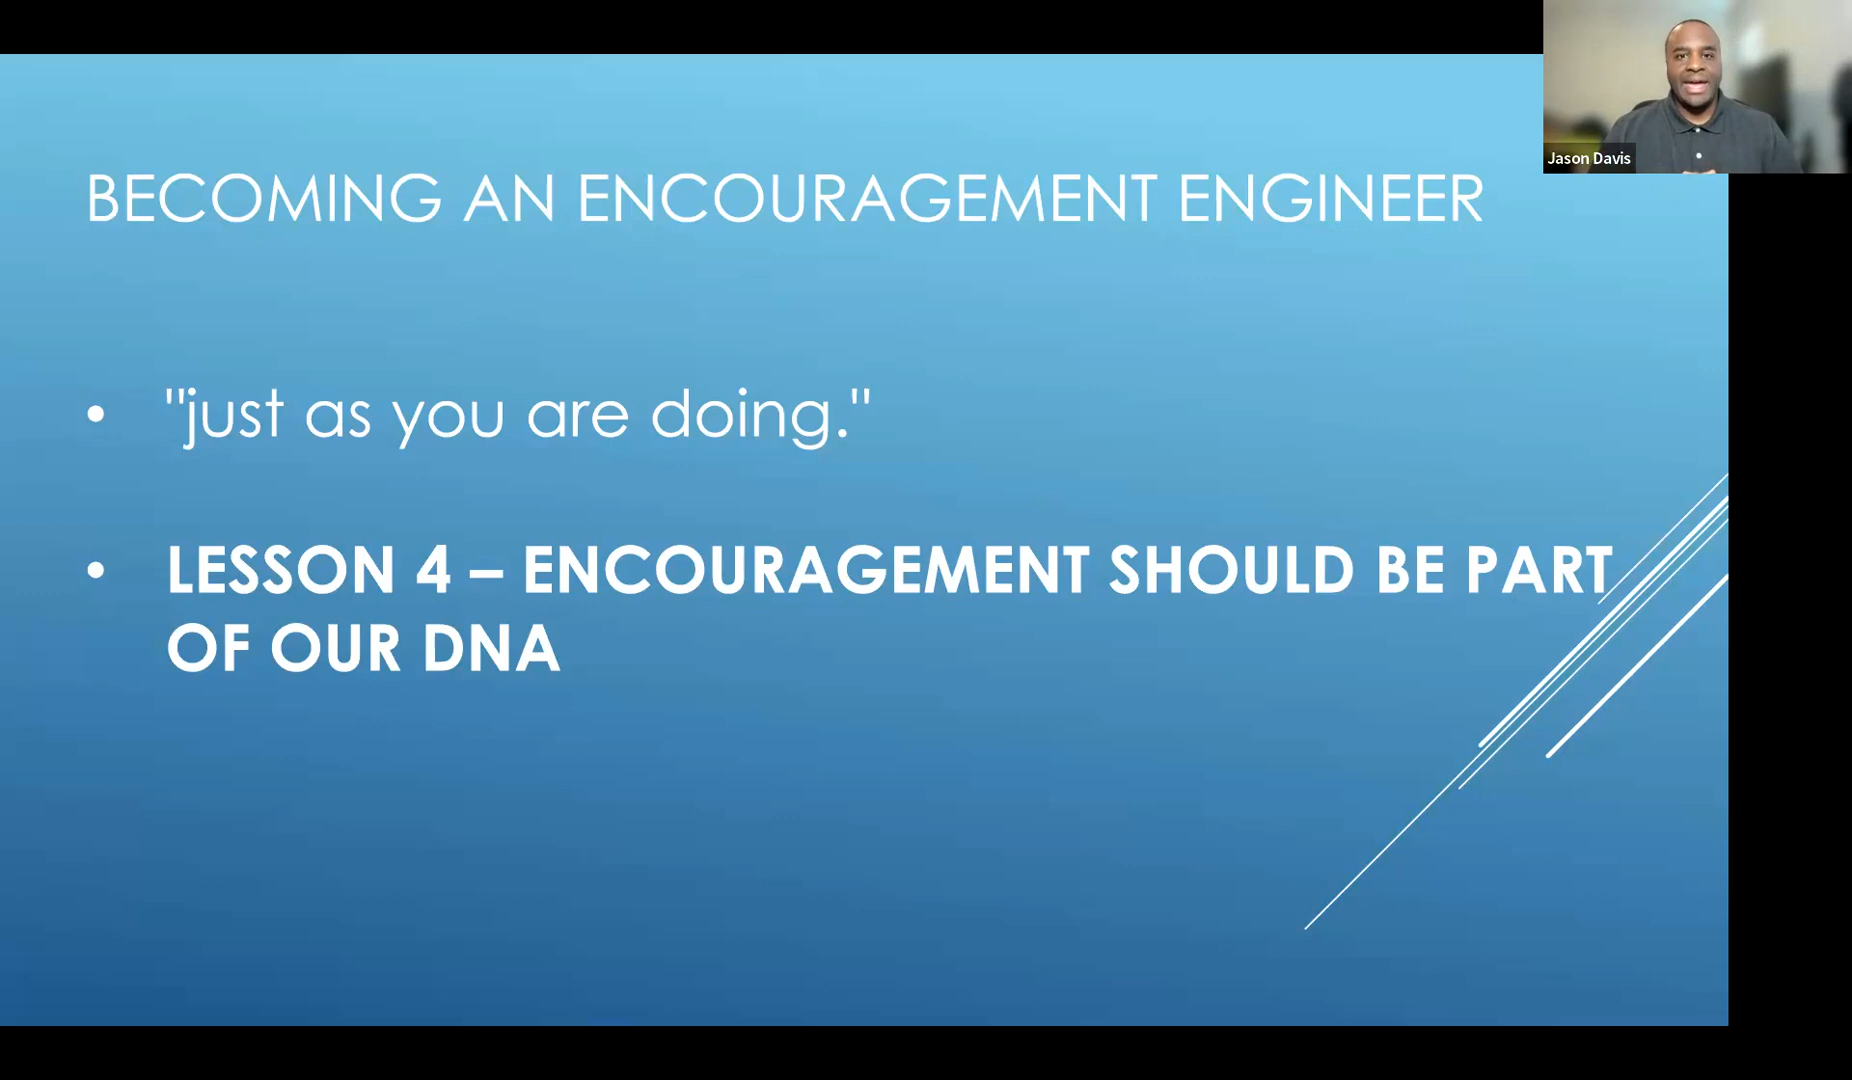 BECOMING AN ENCOURAGEMENT ENGINEER
Jason Davis
• "just as you are doing."
• LESSON 4 – ENCOURAGEMENT SHOULD BE PART
OF OUR DNA